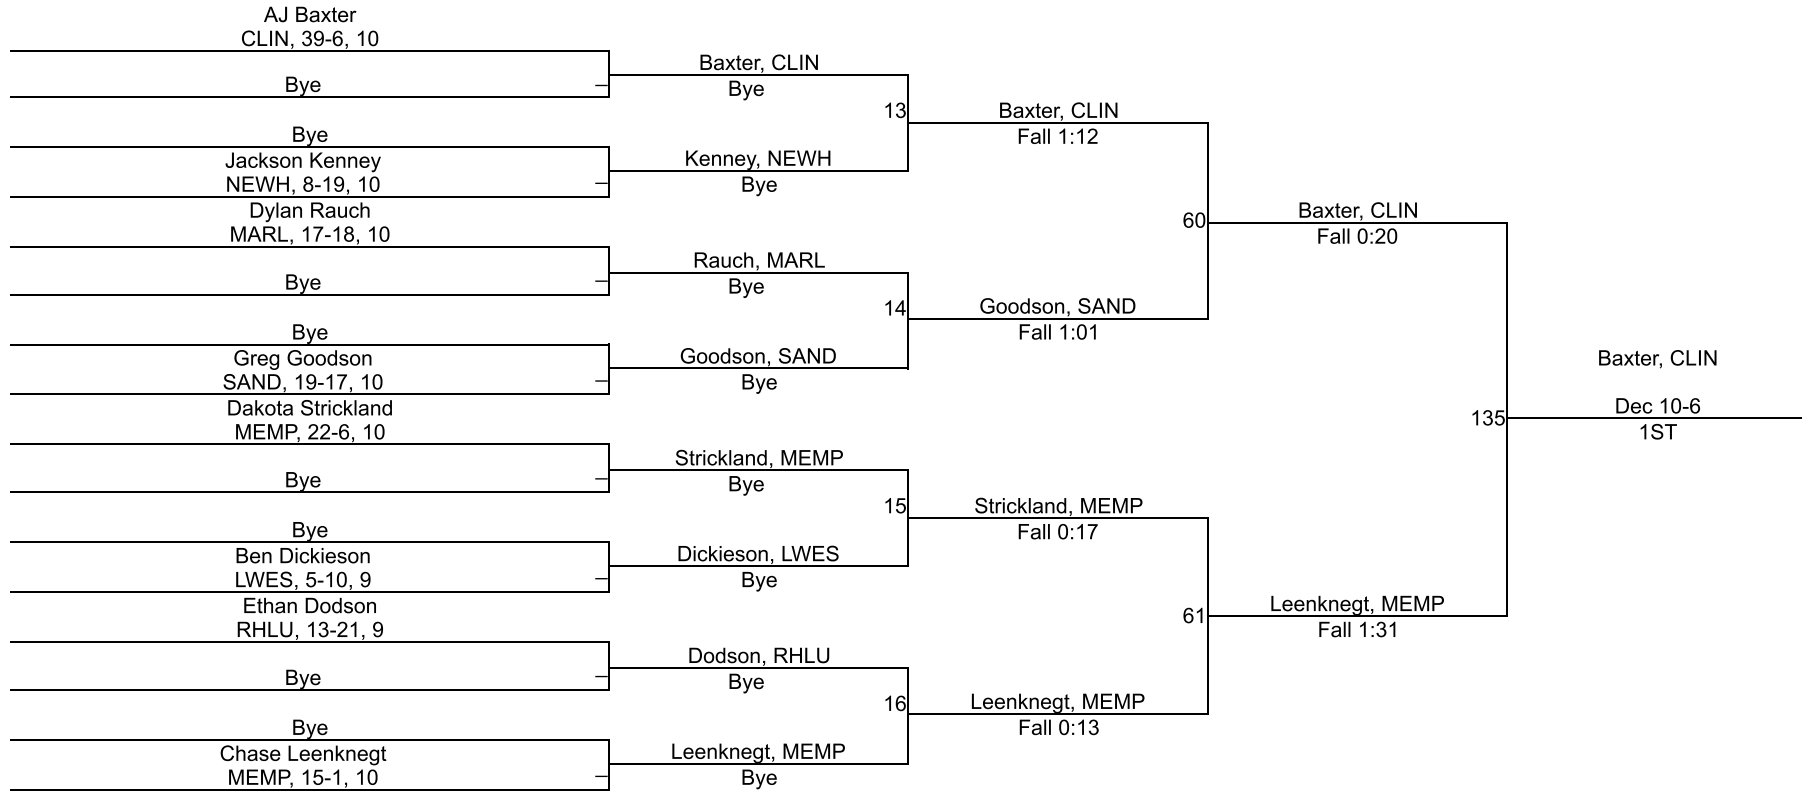 AJ Baxter
CLIN, 39-6, 10
Bye
Bye
Jackson Kenney
NEWH, 8-19, 10
Dylan Rauch
MARL, 17-18, 10
Bye
Bye
Greg Goodson
SAND, 19-17, 10
Dakota Strickland
MEMP, 22-6, 10
Bye
Bye
Ben Dickieson
LWES, 5-10, 9
Ethan Dodson
RHLU, 13-21, 9
Bye
Bye
Chase Leenknegt
MEMP, 15-1, 10
Baxter, CLIN
Bye
13
Kenney, NEWH
Bye
Rauch, MARL
Bye
14
Goodson, SAND
Bye
Strickland, MEMP
Bye
15
Dickieson, LWES
Bye
Dodson, RHLU
Bye
16
Leenknegt, MEMP
Bye
Baxter, CLIN
Fall 1:12
60
Goodson, SAND
Fall 1:01
Strickland, MEMP
Fall 0:17
61
Leenknegt, MEMP
Fall 0:13
Baxter, CLIN
Fall 0:20
135
Leenknegt, MEMP
Fall 1:31
Baxter, CLIN
Dec 10-6
1ST